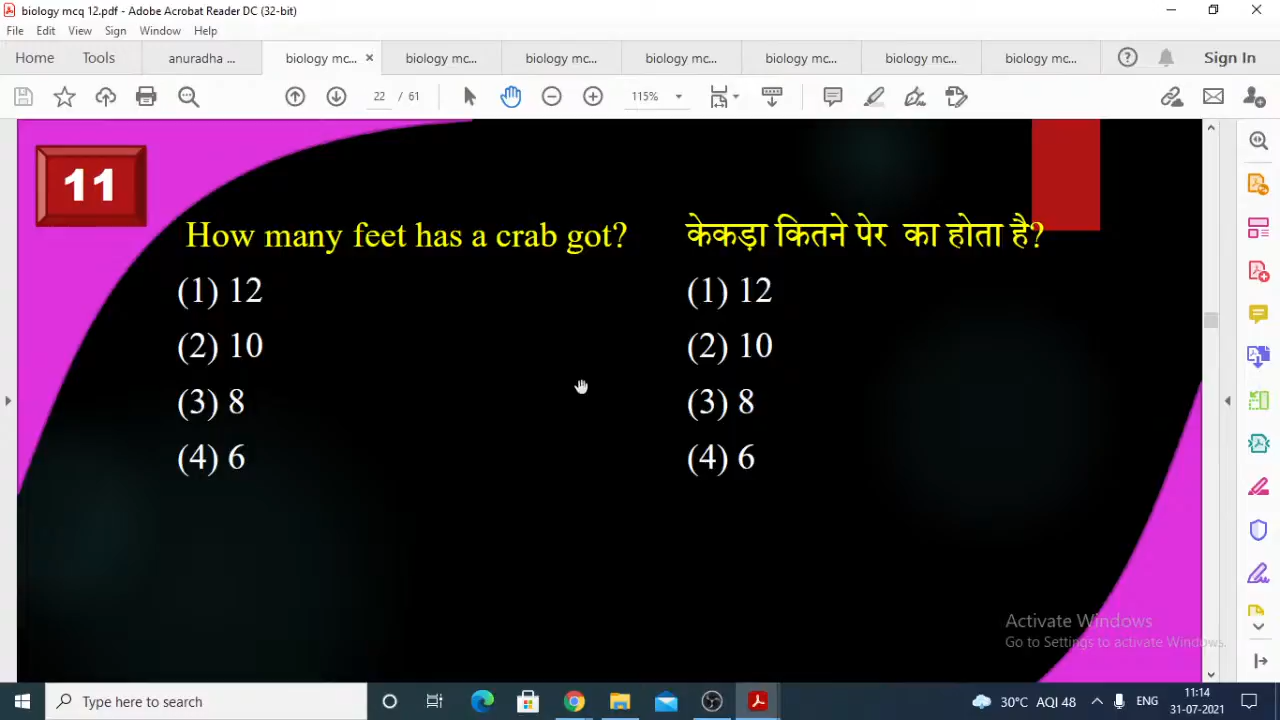 biology mcq 12.pdf - Adobe Acrobat Reader DC (32-bit)
File Edit View Sign Window Help
Home Tools anuradha ... biology mc... × biology mc... biology mc... biology mc... biology mc... biology mc... biology mc... Sign In
22 / 61 115%
11
How many feet has a crab got?
(1) 12
(2) 10
(3) 8
(4) 6
केकड़ा कितने पेर का होता है?
(1) 12
(2) 10
(3) 8
(4) 6
Activate Windows
Go to Settings to activate Windows.
Type here to search
30°C AQI 48 ENG 11:14
31-07-2021